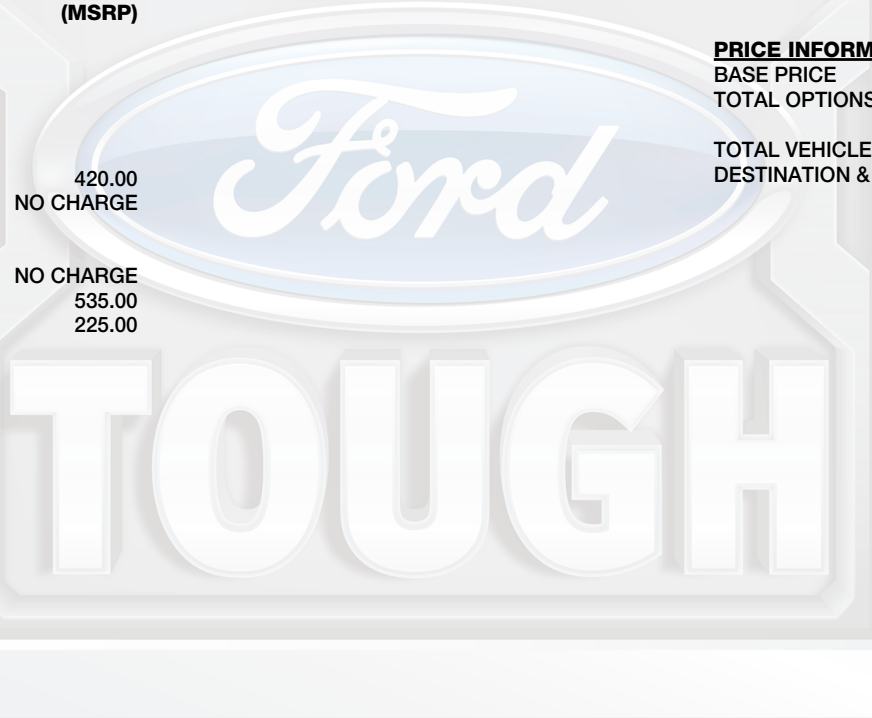 (MSRP)
420.00
NO CHARGE
NO CHARGE
535.00
225.00
PRICE INFORM
BASE PRICE
TOTAL OPTIONS
TOTAL VEHICLE
DESTINATION &
Ford
TOUGH